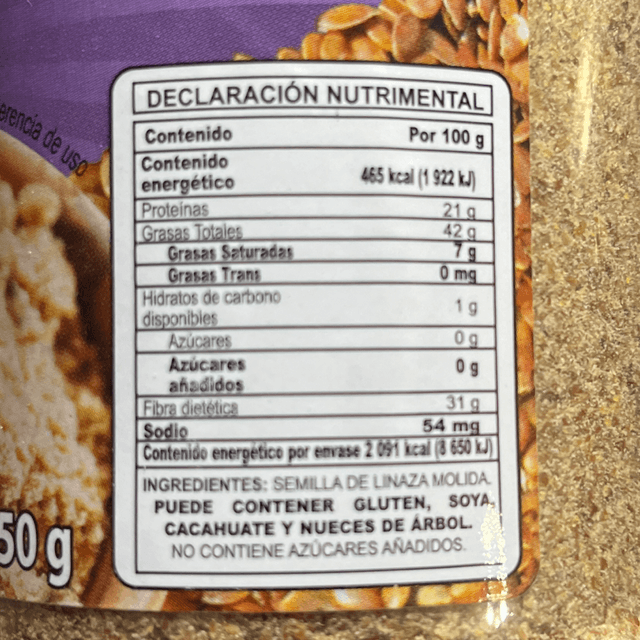 erencia de uso
DECLARACIÓN NUTRIMENTAL
Contenido Por 100 g
Contenido
energético 465 kcal (1 922 kJ)
Proteínas 21 g
Grasas Totales 42 g
Grasas Saturadas 7 g
Grasas Trans 0 mg
Hidratos de carbono
disponibles 1 g
Azúcares 0 g
Azúcares
añadidos 0 g
Fibra dietética 31 g
Sodio 54 mg
Contenido energético por envase 2 091 kcal (8 650 kJ)
INGREDIENTES: SEMILLA DE LINAZA MOLIDA.
PUEDE CONTENER GLUTEN, SOYA,
CACAHUATE Y NUECES DE ÁRBOL.
NO CONTIENE AZÚCARES AÑADIDOS.
50 g